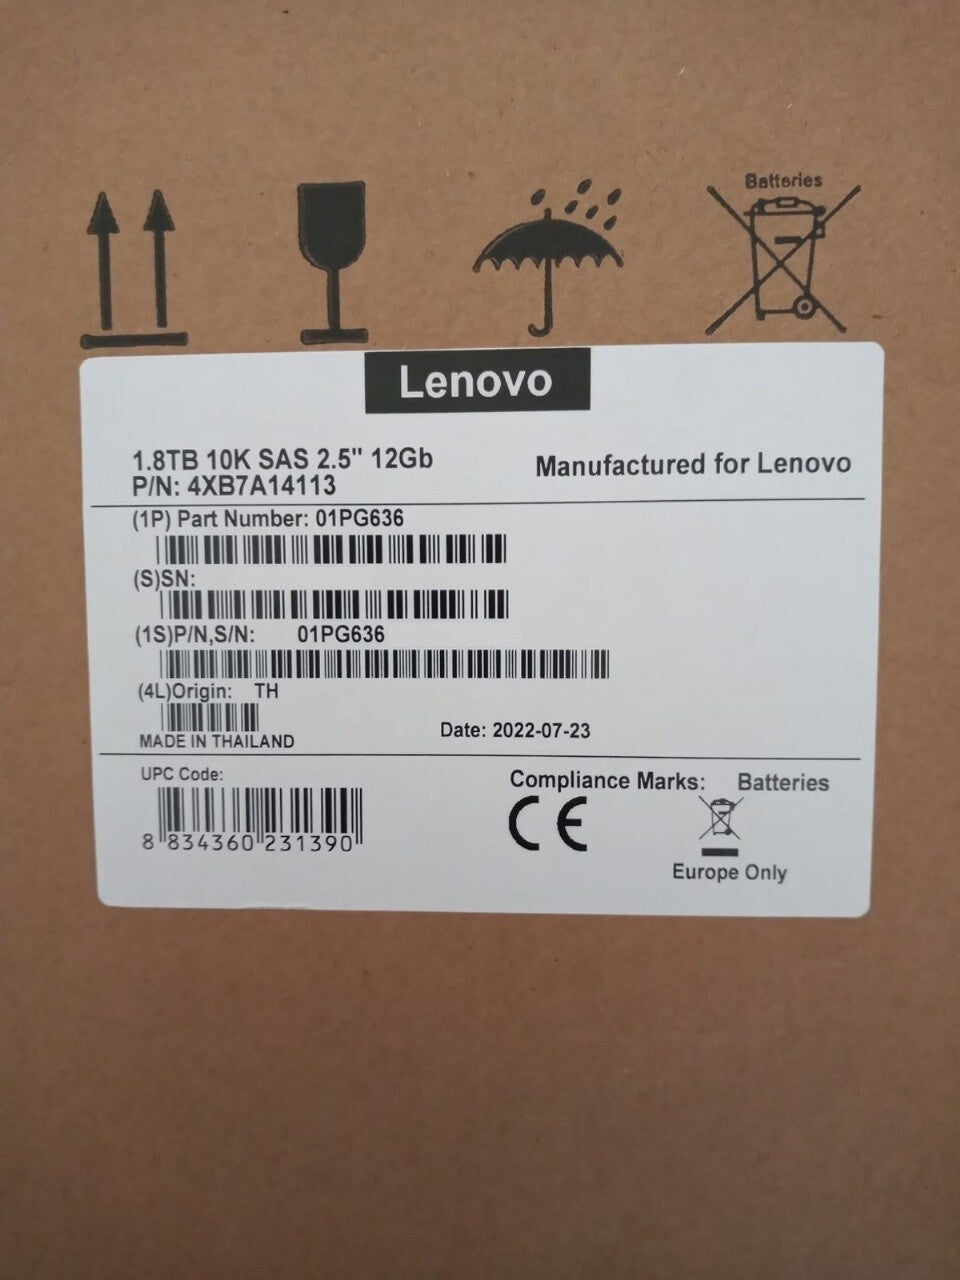 Batteries
Lenovo
1.8TB 10K SAS 2.5" 12Gb
P/N: 4XB7A14113
Manufactured for Lenovo
(1P) Part Number: 01PG636
(S)SN:
(1S)P/N,S/N: 01PG636
(4L)Origin: TH
MADE IN THAILAND
Date: 2022-07-23
UPC Code:
8 834360 231390
Compliance Marks: Batteries
CE
Europe Only